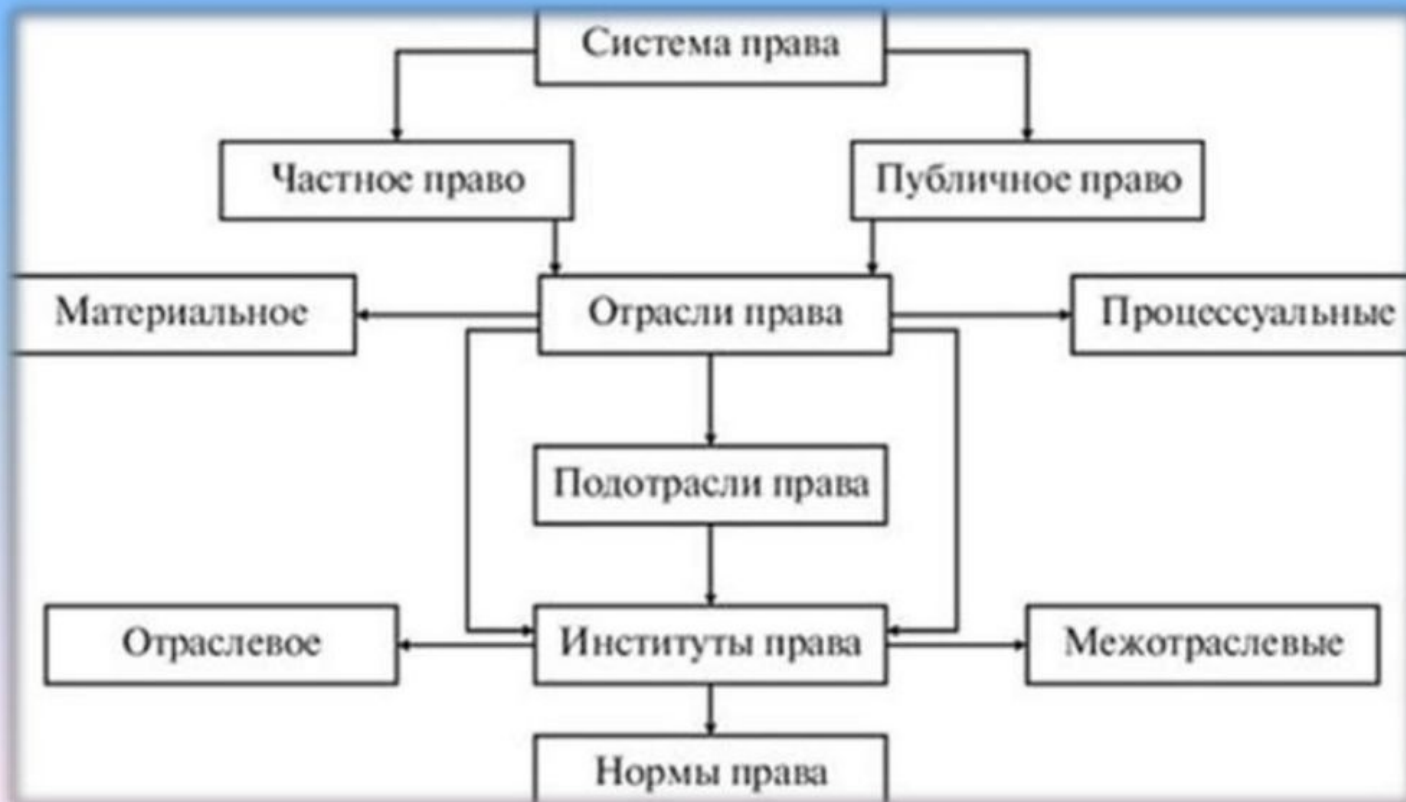 Система права
Частное право
Публичное право
Материальное
Отрасли права
Процессуальные
Подотрасли права
Отраслевое
Институты права
Межотраслевые
Нормы права